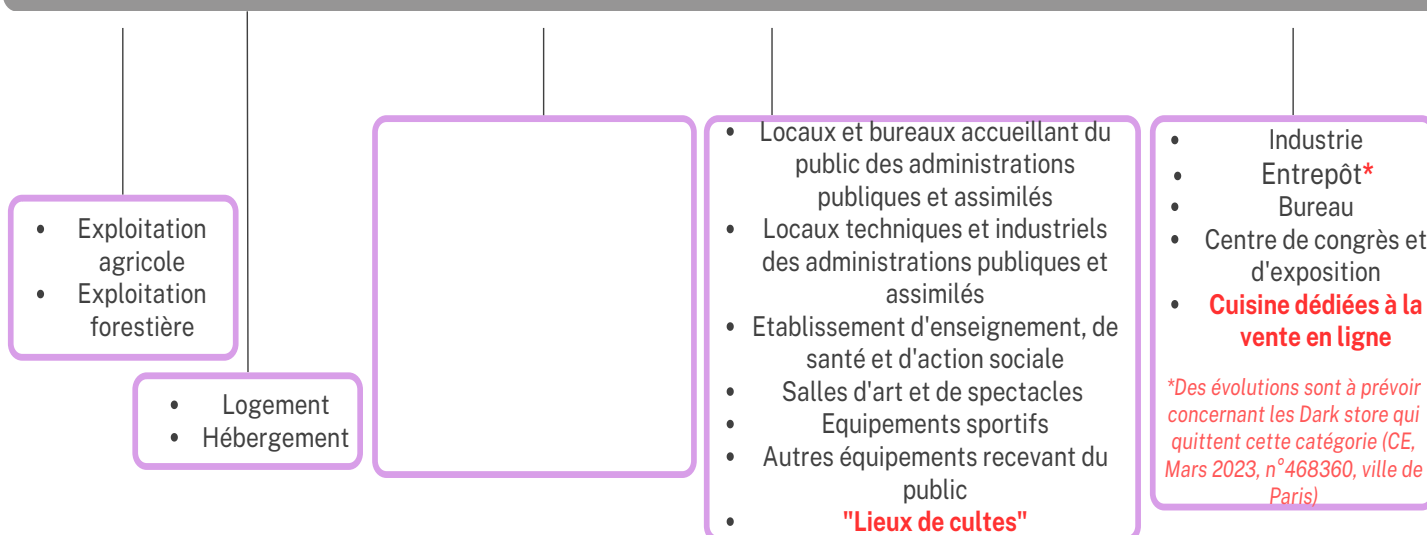 • Exploitation
agricole
• Exploitation
forestière
• Logement
• Hébergement
• Locaux et bureaux accueillant du
public des administrations
publiques et assimilés
• Locaux techniques et industriels
des administrations publiques et
assimilés
• Etablissement d'enseignement, de
santé et d'action sociale
• Salles d'art et de spectacles
• Equipements sportifs
• Autres équipements recevant du
public
• "Lieux de cultes"
• Industrie
• Entrepôt*
• Bureau
• Centre de congrès et
d'exposition
• Cuisine dédiées à la
vente en ligne
*Des évolutions sont à prévoir
concernant les Dark store qui
quittent cette catégorie (CE,
Mars 2023, n°468360, ville de
Paris)